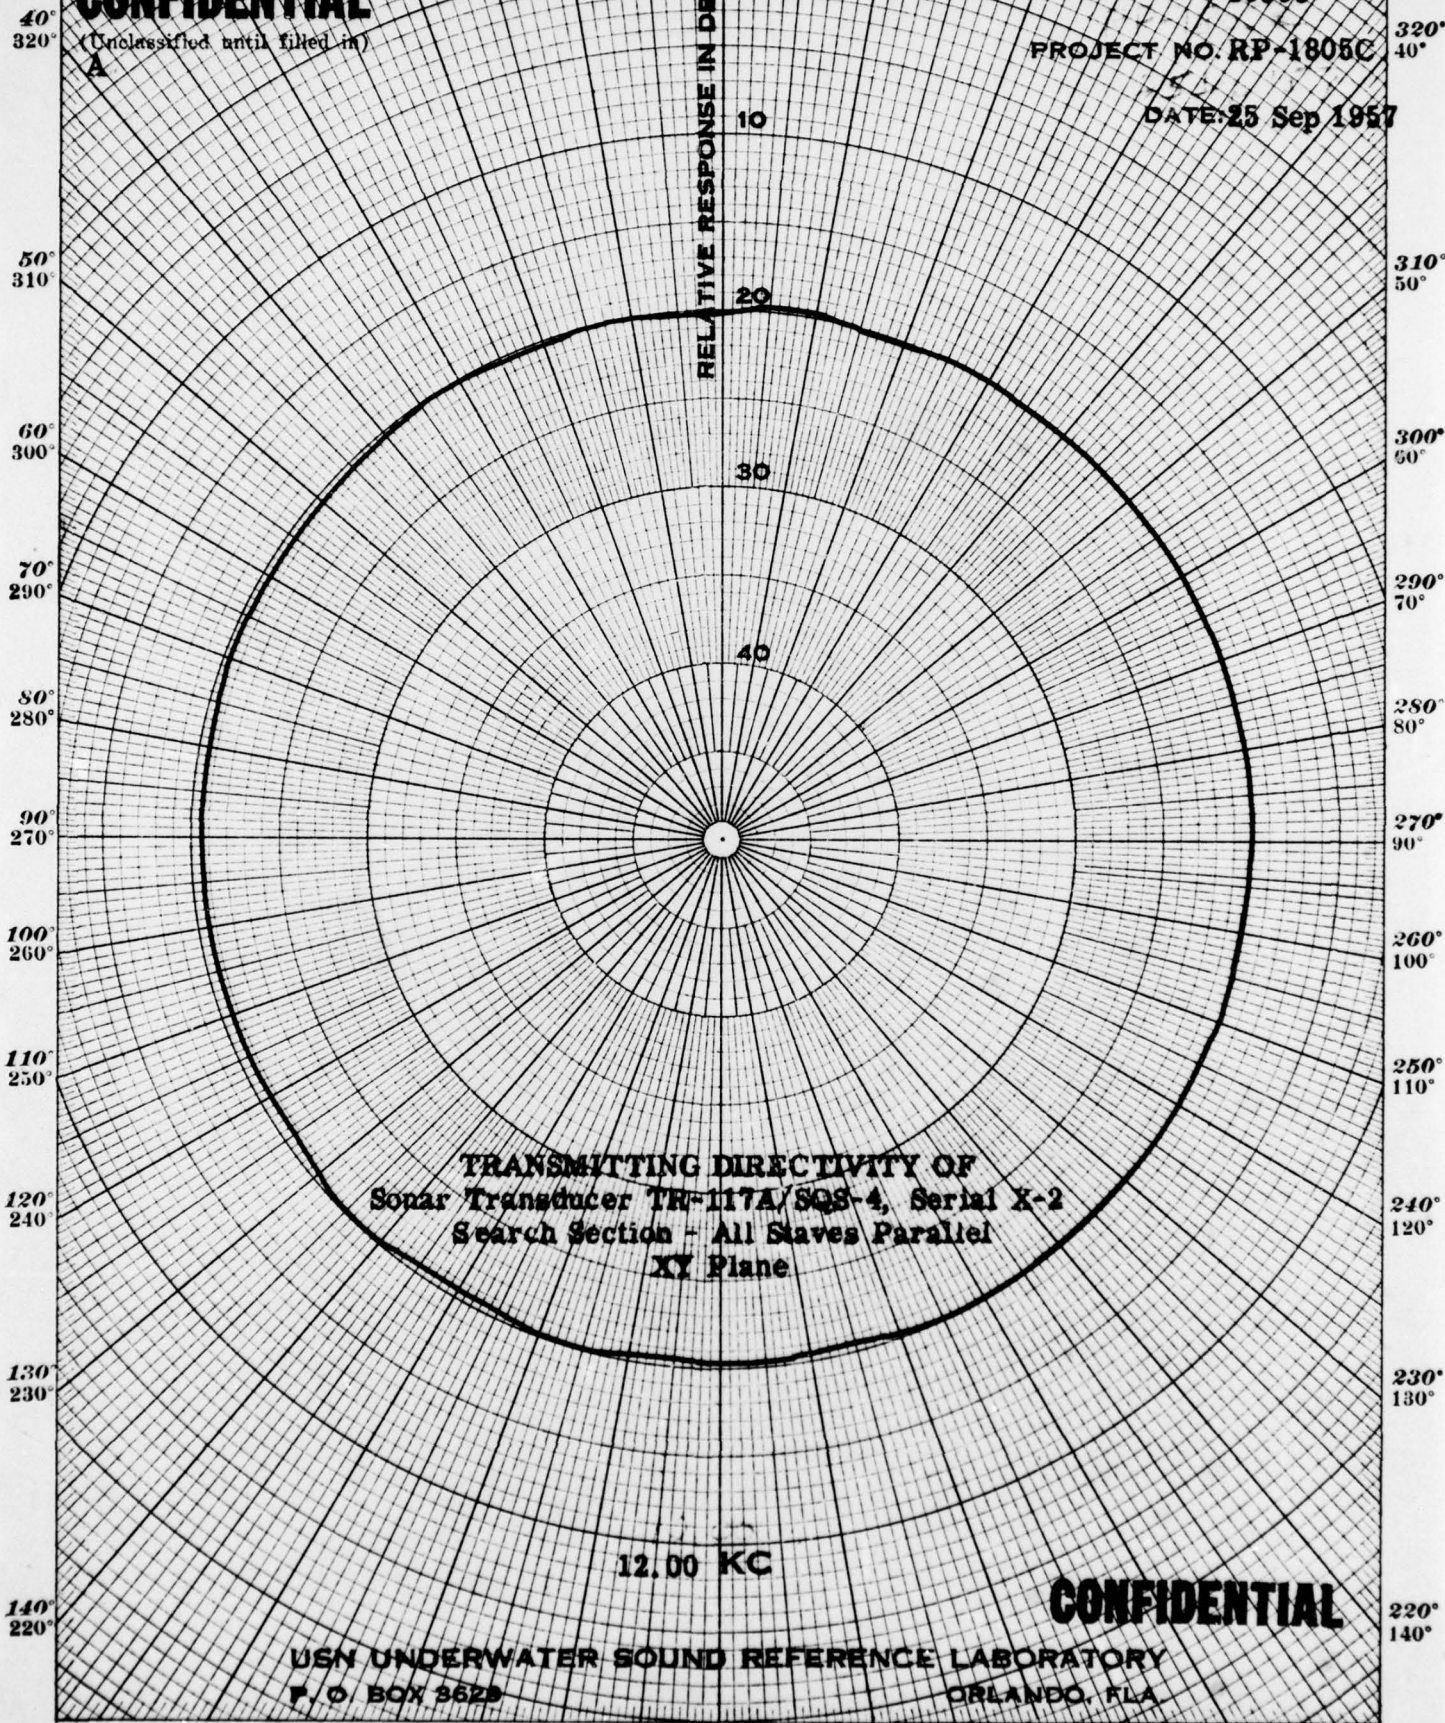 CONFIDENTIAL
(Unclassified until filled in)
A
PROJECT NO. RP-1805C
DATE: 25 Sep 1957
RELATIVE RESPONSE IN
10
20
30
40
40° 320°
50° 310°
60° 300°
70° 290°
80° 280°
90° 270°
100° 260°
110° 250°
120° 240°
130° 230°
140° 220°
320° 40°
310° 50°
300° 60°
290° 70°
280° 80°
270° 90°
260° 100°
250° 110°
240° 120°
230° 130°
220° 140°
TRANSMITTING DIRECTIVITY OF
Sonar Transducer TR-117A/SQS-4, Serial X-2
Search Section - All Staves Parallel
XY Plane
12.00 KC
CONFIDENTIAL
USN UNDERWATER SOUND REFERENCE LABORATORY
P. O. BOX 3629 ORLANDO, FLA.